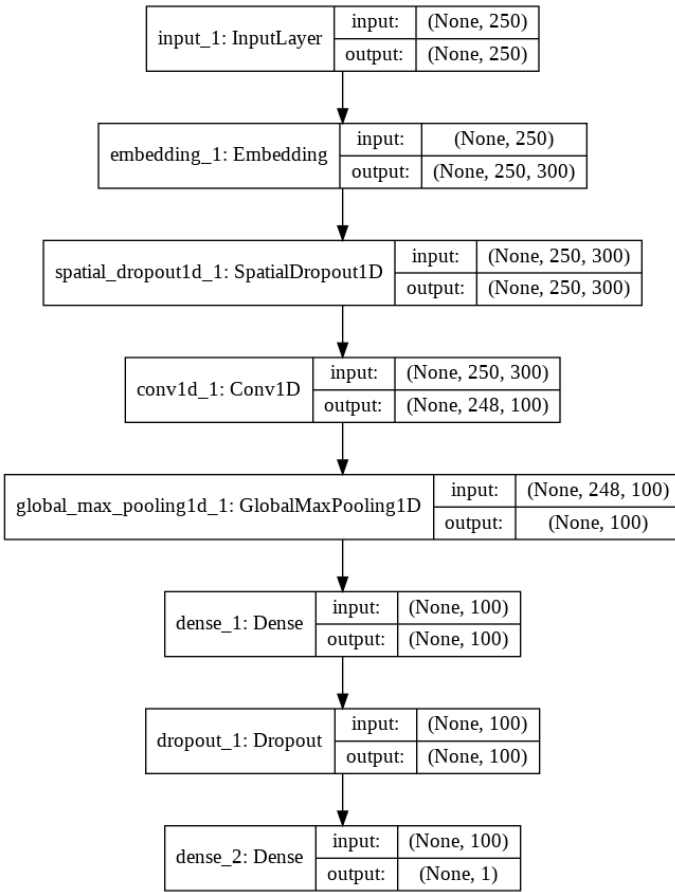 input_1: InputLayer
input: (None, 250)
output: (None, 250)
embedding_1: Embedding
input: (None, 250)
output: (None, 250, 300)
spatial_dropout1d_1: SpatialDropout1D
input: (None, 250, 300)
output: (None, 250, 300)
conv1d_1: Conv1D
input: (None, 250, 300)
output: (None, 248, 100)
global_max_pooling1d_1: GlobalMaxPooling1D
input: (None, 248, 100)
output: (None, 100)
dense_1: Dense
input: (None, 100)
output: (None, 100)
dropout_1: Dropout
input: (None, 100)
output: (None, 100)
dense_2: Dense
input: (None, 100)
output: (None, 1)